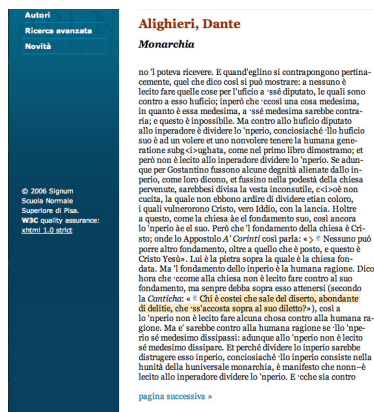 Autori
Ricerca avanzata
Novità
© 2006 Signum
Scuola Normale
Superiore di Pisa.
W3C quality assurance:
xhtml 1.0 strict
Alighieri, Dante
Monarchia
no 'l poteva ricevere. E quand'eglino si contrapongono pertina-
cemente, quel che dico così si può mostrare: a nessuno è
lecito fare quelle cose per l'uficio a ·ssé diputato, le quali sono
contro a esso huficio; inperò che ·ccosì una cosa medesima,
in quanto è essa medesima, a ·ssé medesima sarebbe contra-
ria; e questo è inpossibile. Ma contro allo huficio diputato
allo inperadore è dividere lo 'nperio, conciosiaché ·llo huficio
suo è ad un volere et uno nonvolere tenere la humana gene-
ratione subg<i>ughata, come nel primo libro dimostramo; et
però non è lecito allo inperadore dividere lo 'nperio. Se adun-
que per Gostantino fussono alcune degnità alienate dallo in-
perio, come loro dicono, et fussino nella podestà della chiesa
pervenute, sarebbesi divisa la vesta inconsutile, c<i>oè non
cucita, la quale non ebbono ardire di dividere etian coloro,
i quali vulnerorono Cristo, vero Iddio, con la lancia. Holtre
a questo, come la chiesa àe el fondamento suo, così ancora
lo 'nperio àe el suo. Però che 'l fondamento della chiesa è Cri-
sto; onde lo Appostolo A' Corinti così parla: « Nessuno può
porre altro fondamento, oltre a quello che è posto, e questo è
Cristo Yesù». Lui è la pietra sopra la quale è la chiesa fon-
data. Ma 'l fondamento dello inperio è la humana ragione. Dico
hora che ·ccome alla chiesa non è lecito fare contro al suo
fondamento, ma sempre debba sopra esso attenersi (secondo
la Canticha: « Chi è costei che sale del diserto, abondante
di delitie, che ·ss'accosta sopra al suo diletto?»), così a
lo 'nperio non è lecito fare alcuna chosa contro alla humana ra-
gione. Ma e' sarebbe contro alla humana ragione se ·llo 'npe-
rio sé medesimo dissipassi: adunque allo 'nperio non è lecito
sé medesimo dissipare. Et perché dividere lo inperio sarebbe
distrugere esso inperio, conciosiaché ·llo inperio consiste nella
hunità della huniversale monarchia, è manifesto che nonn–è
lecito allo inperadore dividere lo 'nperio. E ·cche sia contro
pagina successiva »